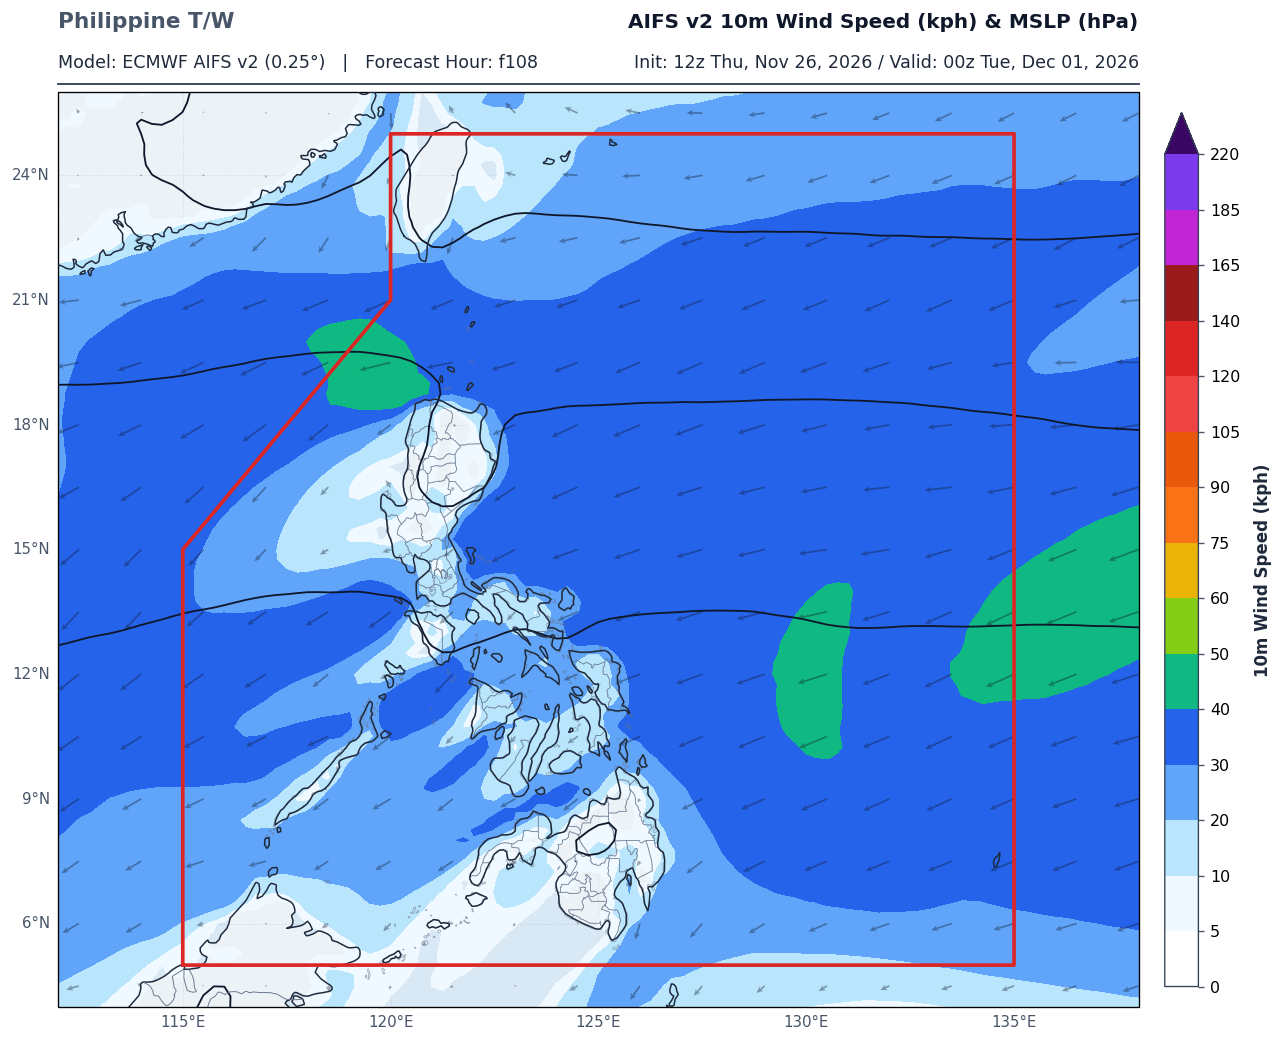 Philippine T/W
AIFS v2 10m Wind Speed (kph) & MSLP (hPa)
Model: ECMWF AIFS v2 (0.25°) | Forecast Hour: f108
Init: 12z Thu, Nov 26, 2026 / Valid: 00z Tue, Dec 01, 2026
24°N
21°N
18°N
15°N
12°N
9°N
6°N
115°E
120°E
125°E
130°E
135°E
220
185
165
140
120
105
90
75
60
50
40
30
20
10
5
0
10m Wind Speed (kph)